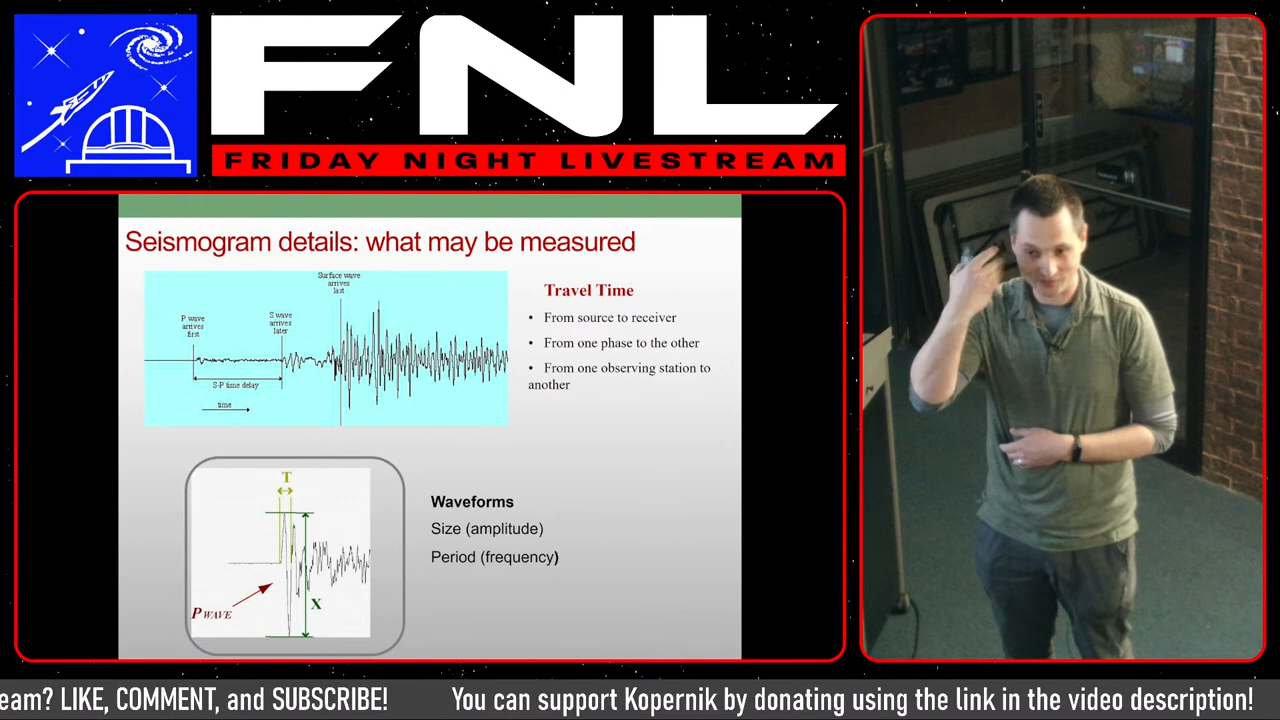 FNL
FRIDAY NIGHT LIVESTREAM
Seismogram details: what may be measured
Surface wave
arrives
last
P wave
arrives
first
S wave
arrives
later
S-P time delay
time
Travel Time
• From source to receiver
• From one phase to the other
• From one observing station to
another
T
X
P WAVE
Waveforms
Size (amplitude)
Period (frequency)
eam? LIKE, COMMENT, and SUBSCRIBE! You can support Kopernik by donating using the link in the video description!